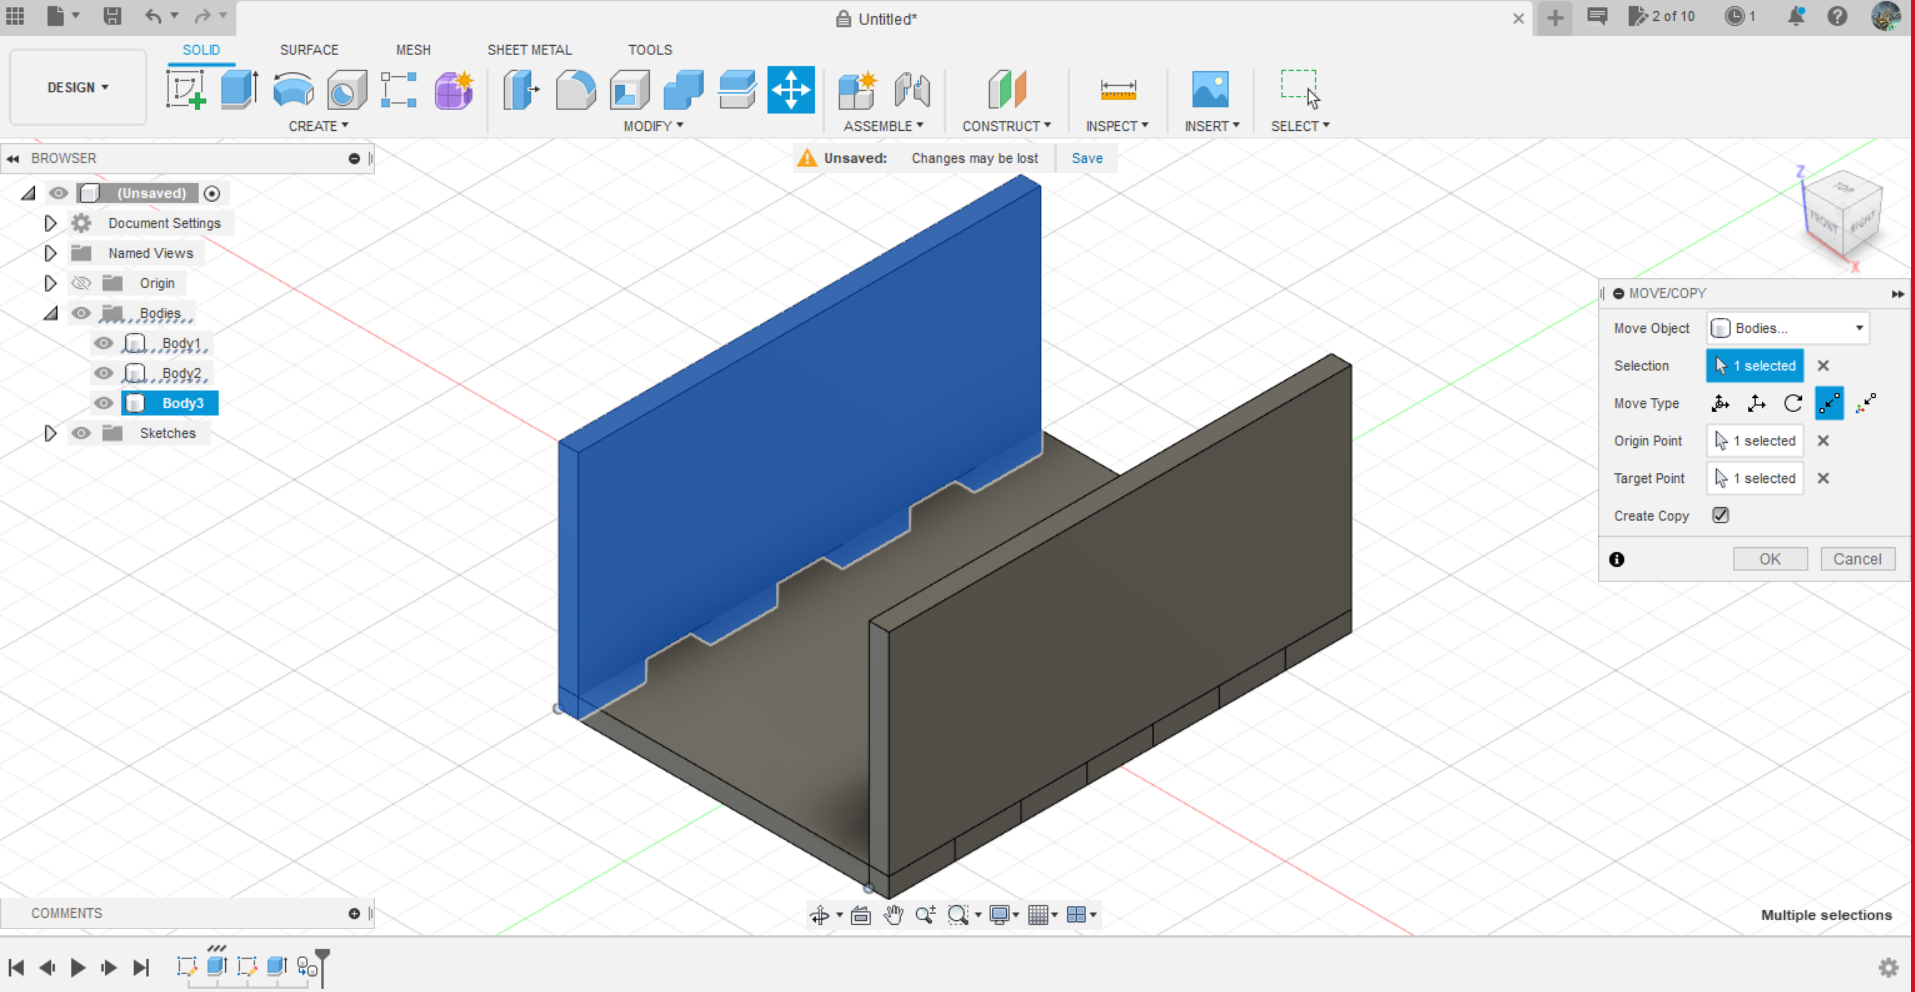 Untitled*
2 of 10
1
DESIGN
SOLID
SURFACE
MESH
SHEET METAL
TOOLS
CREATE
MODIFY
ASSEMBLE
CONSTRUCT
INSPECT
INSERT
SELECT
BROWSER
Unsaved:
Changes may be lost
Save
(Unsaved)
Document Settings
Named Views
Origin
Bodies
Body1
Body2
Body3
Sketches
Z
TOP
FRONT
RIGHT
X
MOVE/COPY
Move Object
Bodies...
Selection
1 selected
Move Type
Origin Point
1 selected
Target Point
1 selected
Create Copy
OK
Cancel
COMMENTS
Multiple selections